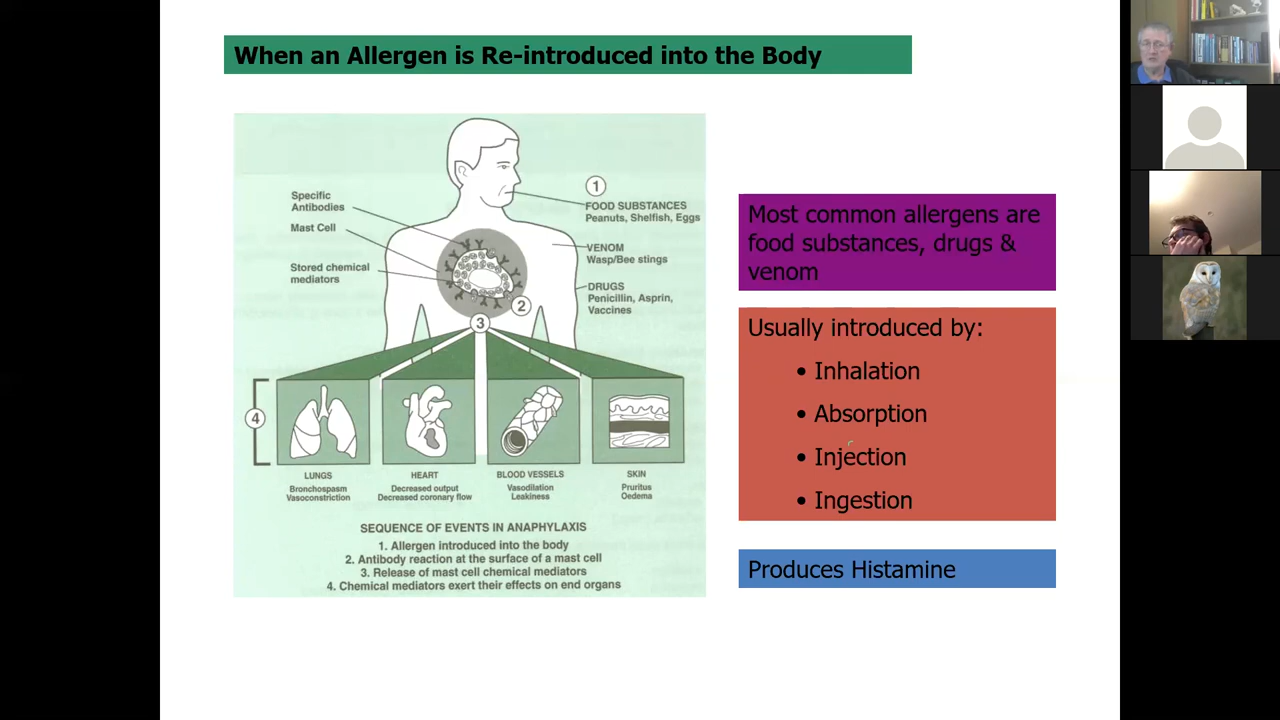 When an Allergen is Re-introduced into the Body
Specific
Antibodies
Mast Cell
Stored chemical
mediators
1
FOOD SUBSTANCES
Peanuts, Shelfish, Eggs
VENOM
Wasp/Bee stings
DRUGS
Penicillin, Asprin,
Vaccines
2
3
4
LUNGS
Bronchospasm
Vasoconstriction
HEART
Decreased output
Decreased coronary flow
BLOOD VESSELS
Vasodilation
Leakiness
SKIN
Pruritus
Oedema
SEQUENCE OF EVENTS IN ANAPHYLAXIS
1. Allergen introduced into the body
2. Antibody reaction at the surface of a mast cell
3. Release of mast cell chemical mediators
4. Chemical mediators exert their effects on end organs
Most common allergens are
food substances, drugs &
venom
Usually introduced by:
• Inhalation
• Absorption
• Injection
• Ingestion
Produces Histamine